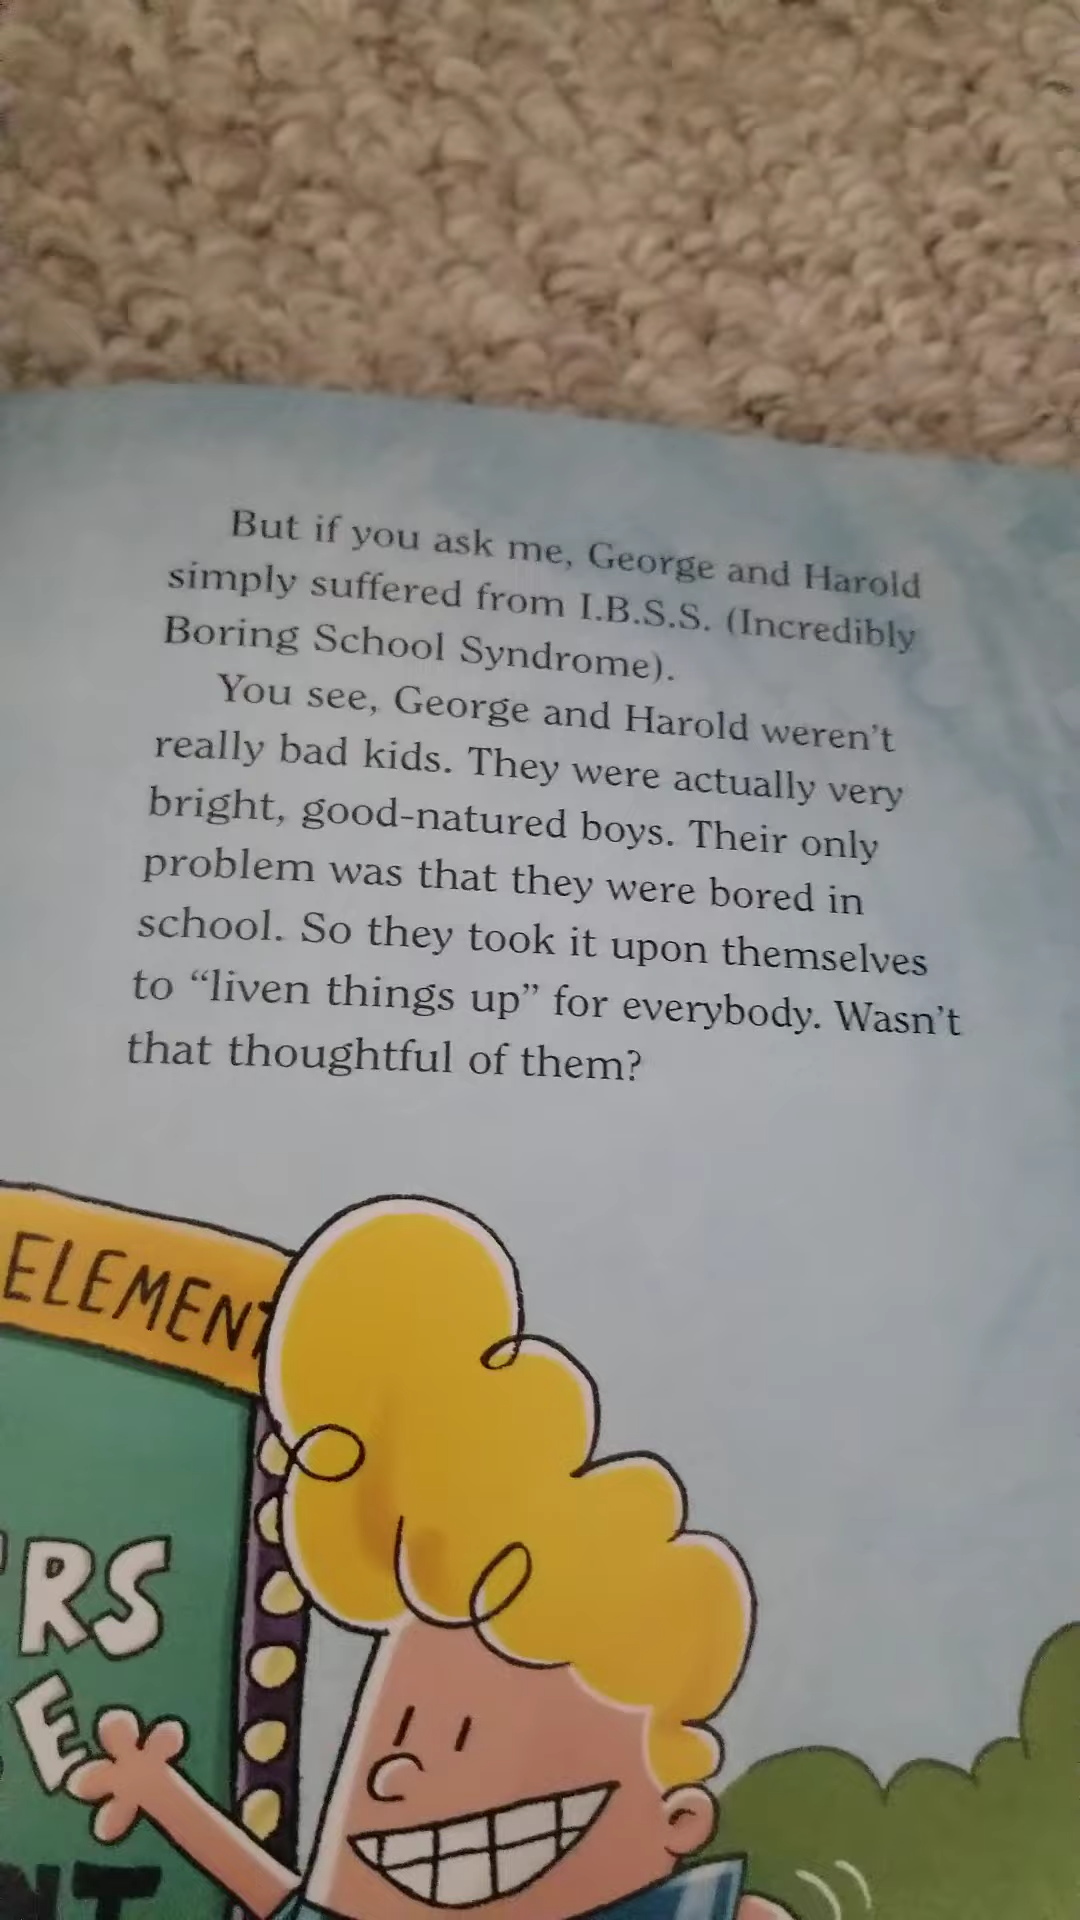 But if you ask me, George and Harold
simply suffered from I.B.S.S. (Incredibly
Boring School Syndrome).
You see, George and Harold weren't
really bad kids. They were actually very
bright, good-natured boys. Their only
problem was that they were bored in
school. So they took it upon themselves
to “liven things up” for everybody. Wasn't
that thoughtful of them?
ELEMENT
RS
E
NT